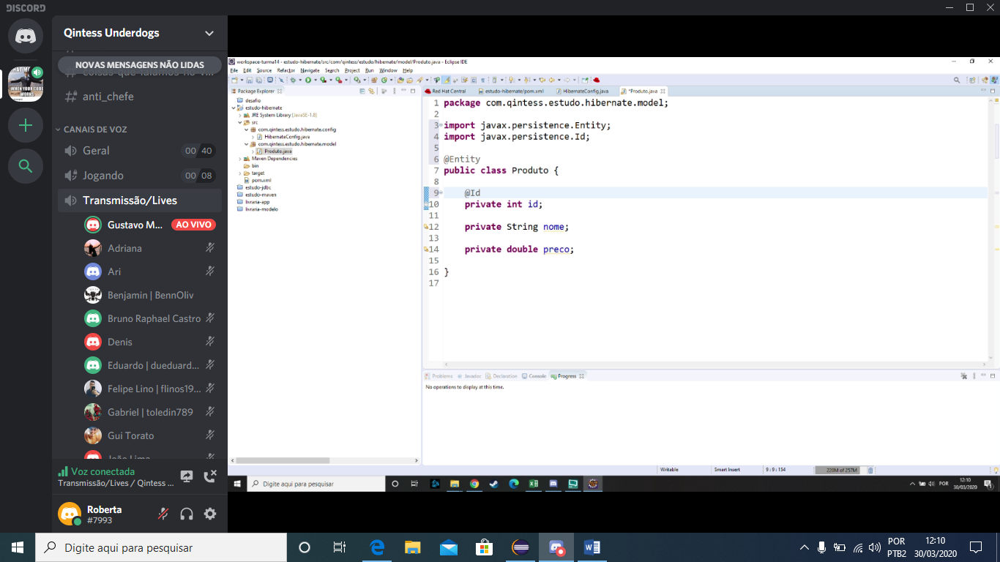 DISCORD
Qintess Underdogs
NOVAS MENSAGENS NÃO LIDAS
anti_chefe
CANAIS DE VOZ
Geral 00 40
Jogando 00 08
Transmissão/Lives
Gustavo M... AO VIVO
Adriana
Ari
Benjamin | BennOliv
Bruno Raphael Castro
Denis
Eduardo | dueduard...
Felipe Lino | flinos19...
Gabriel | toledin789
Gui Torato
João Lima
Voz conectada
Transmissão/Lives / Qintess ...
Roberta
#7993
workspace-turma14 - estudo-hibernate/src/com/qintess/estudo/hibernate/model/Produto.java - Eclipse IDE
File Edit Source Refactor Navigate Search Project Run Window Help
Package Explorer
desafio
estudo-hibernate
JRE System Library [JavaSE-1.8]
src
com.qintess.estudo.hibernate.config
HibernateConfig.java
com.qintess.estudo.hibernate.model
Produto.java
Maven Dependencies
bin
target
pom.xml
estudo-jdbc
estudo-maven
livraria-app
livraria-modelo
Red Hat Central estudo-hibernate/pom.xml HibernateConfig.java *Produto.java
1 package com.qintess.estudo.hibernate.model;
2
3 import javax.persistence.Entity;
4 import javax.persistence.Id;
5
6 @Entity
7 public class Produto {
8
9 @Id
10 private int id;
11
12 private String nome;
13
14 private double preco;
15
16 }
17
Problems Javadoc Declaration Console Progress
No operations to display at this time.
Writable Smart Insert 9 : 9 : 154 220M of 257M
Digite aqui para pesquisar
POR 12:10
30/03/2020
Digite aqui para pesquisar
POR 12:10
PTB2 30/03/2020